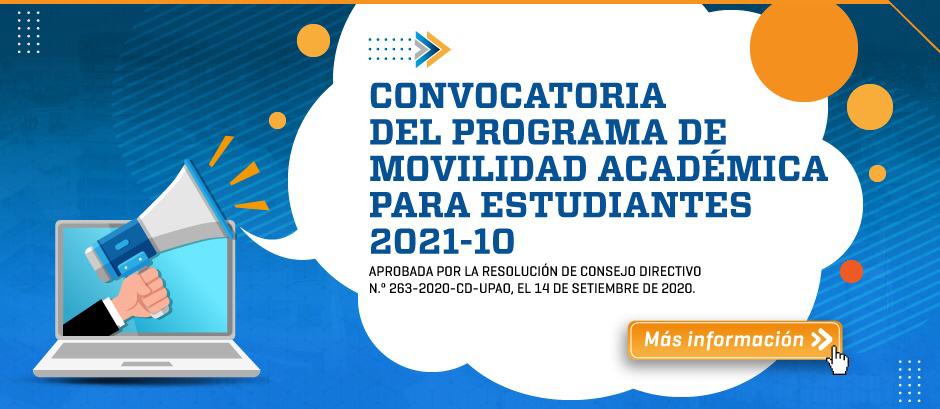 CONVOCATORIA
DEL PROGRAMA DE
MOVILIDAD ACADÉMICA
PARA ESTUDIANTES
2021-10
APROBADA POR LA RESOLUCIÓN DE CONSEJO DIRECTIVO
N.° 263-2020-CD-UPAO, EL 14 DE SETIEMBRE DE 2020.
Más información